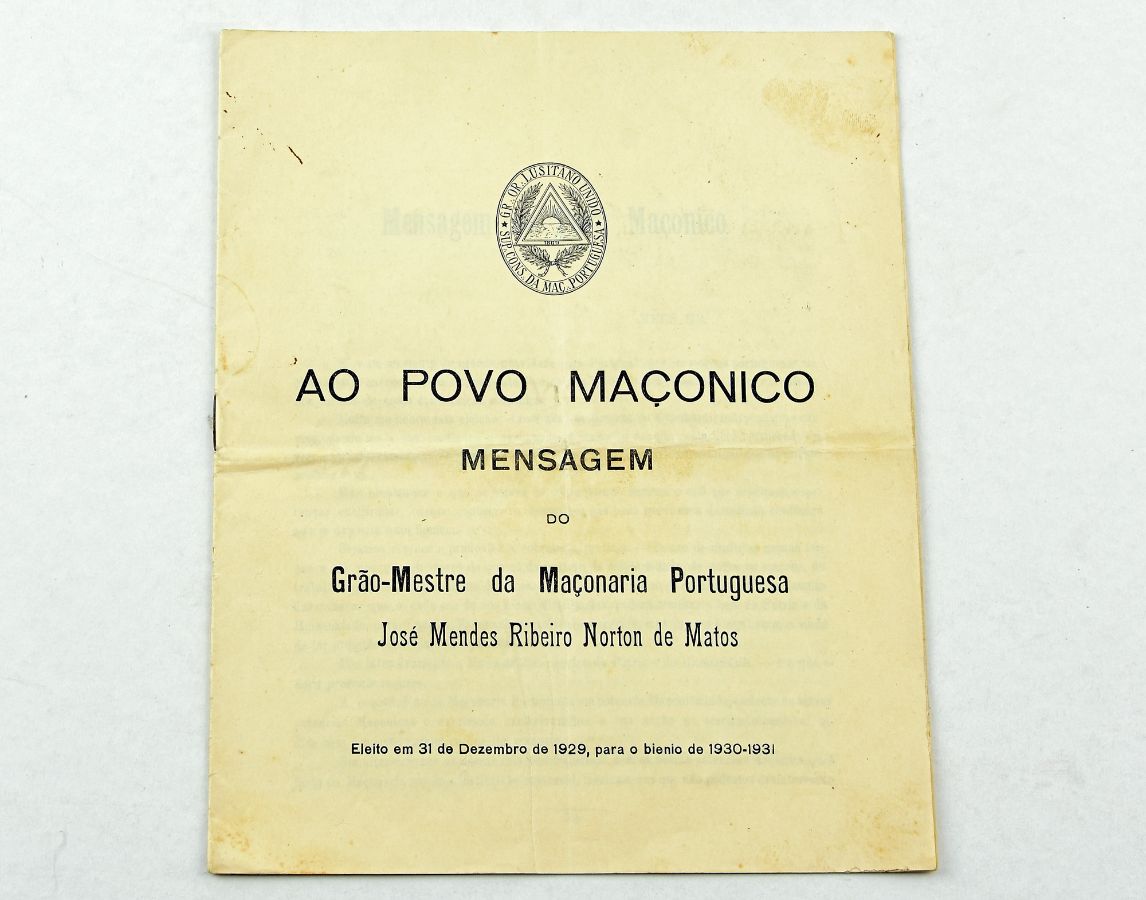 GR. OR. LUSITANO UNIDO
SUP. CONS. DA MAÇ. PORTUGUESA
AO POVO MAÇONICO
MENSAGEM
DO
Grão-Mestre da Maçonaria Portuguesa
José Mendes Ribeiro Norton de Matos
Eleito em 31 de Dezembro de 1929, para o bienio de 1930-1931